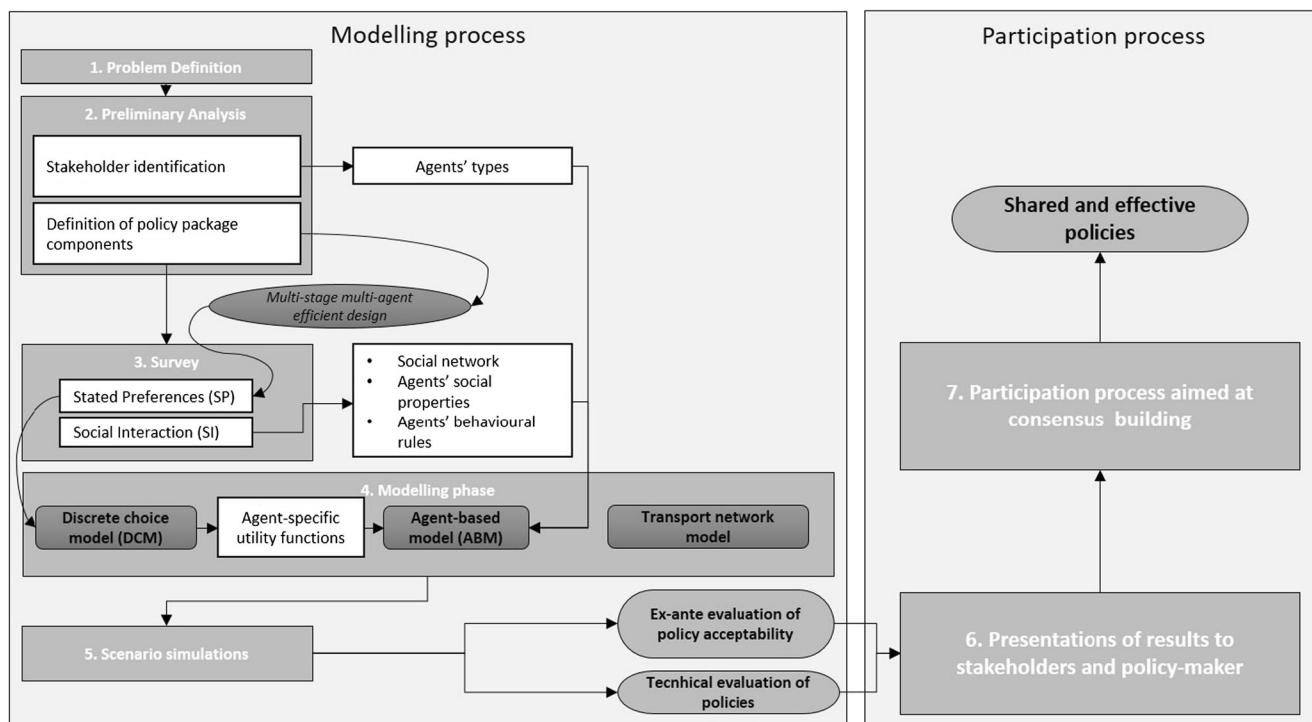 Modelling process
1. Problem Definition
2. Preliminary Analysis
Stakeholder identification
Agents’ types
Definition of policy package
components
Multi-stage multi-agent
efficient design
3. Survey
Stated Preferences (SP)
Social Interaction (SI)
• Social network
• Agents’ social
properties
• Agents’ behavioural
rules
4. Modelling phase
Discrete choice
model (DCM)
Agent-specific
utility functions
Agent-based
model (ABM)
Transport network
model
5. Scenario simulations
Ex-ante evaluation of
policy acceptability
Tecnhical evaluation of
policies
Participation process
Shared and effective
policies
7. Participation process aimed at
consensus building
6. Presentations of results to
stakeholders and policy-maker